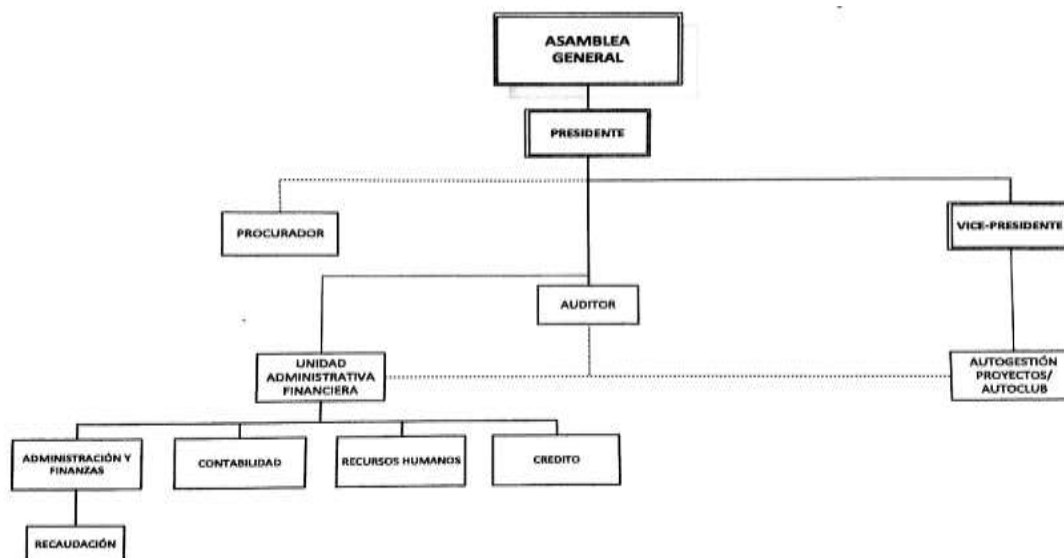 ASAMBLEA
GENERAL
PRESIDENTE
PROCURADOR
VICE-PRESIDENTE
AUDITOR
UNIDAD
ADMINISTRATIVA
FINANCIERA
AUTOGESTIÓN
PROYECTOS/
AUTOCLUB
ADMINISTRACIÓN Y
FINANZAS
CONTABILIDAD
RECURSOS HUMANOS
CREDITO
RECAUDACIÓN